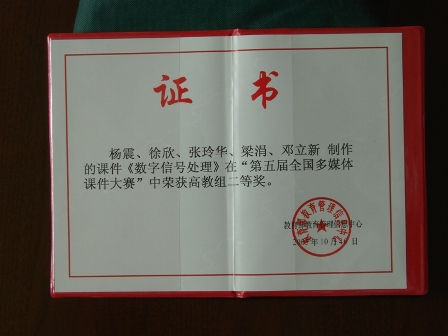 证 书
杨震、徐欣、张玲华、梁涓、邓立新 制作
的课件《数字信号处理》在“第五届全国多媒体
课件大赛”中荣获高教组二等奖。
教育部教育管理信息中心